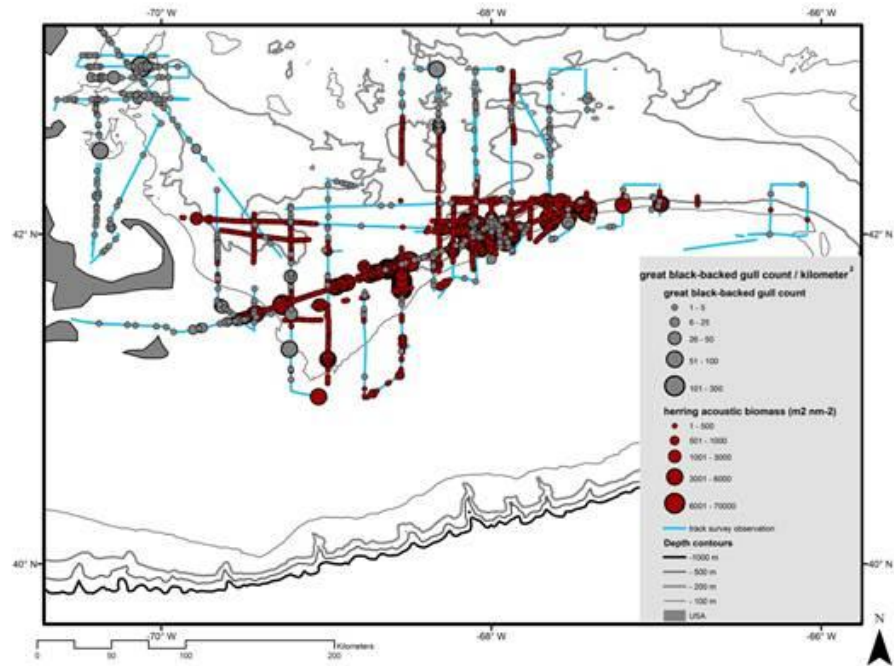 -70° W
-68° W
-66° W
42° N
42° N
great black-backed gull count / kilometer²
great black-backed gull count
1 - 5
6 - 25
26 - 50
51 - 100
101 - 300
herring acoustic biomass (m2 nm-2)
1 - 500
501 - 1000
1001 - 3000
3001 - 6000
6001 - 70000
track survey observation
Depth contours
-1000 m
- 500 m
- 200 m
- 100 m
USA
40° N
40° N
-70° W
-68° W
-66° W
N
Kilometers
0
50
100
200